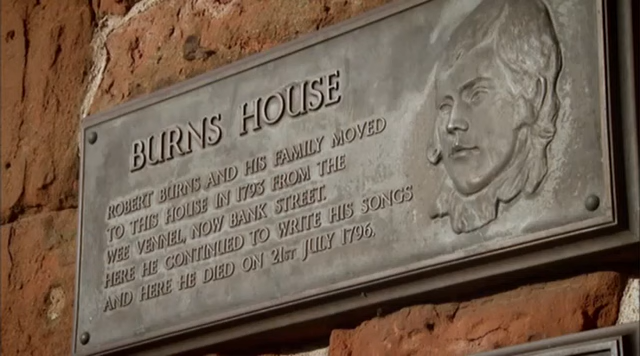 BURNS HOUSE
ROBERT BURNS AND HIS FAMILY MOVED
TO THIS HOUSE IN 1793 FROM THE
WEE VENNEL, NOW BANK STREET.
HERE HE CONTINUED TO WRITE HIS SONGS
AND HERE HE DIED ON 21ST JULY 1796.